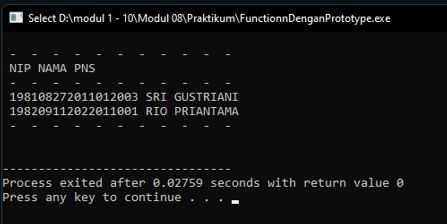 Select D:\modul 1 - 10\Modul 08\Praktikum\FunctionnDenganPrototype.exe
- - - - - - - - - - - -
NIP NAMA PNS
- - - - - - - - - - - -
198108272011012003 SRI GUSTRIANI
198209112022011001 RIO PRIANTAMA
- - - - - - - - - - - -
--------------------------------
Process exited after 0.02759 seconds with return value 0
Press any key to continue . . .